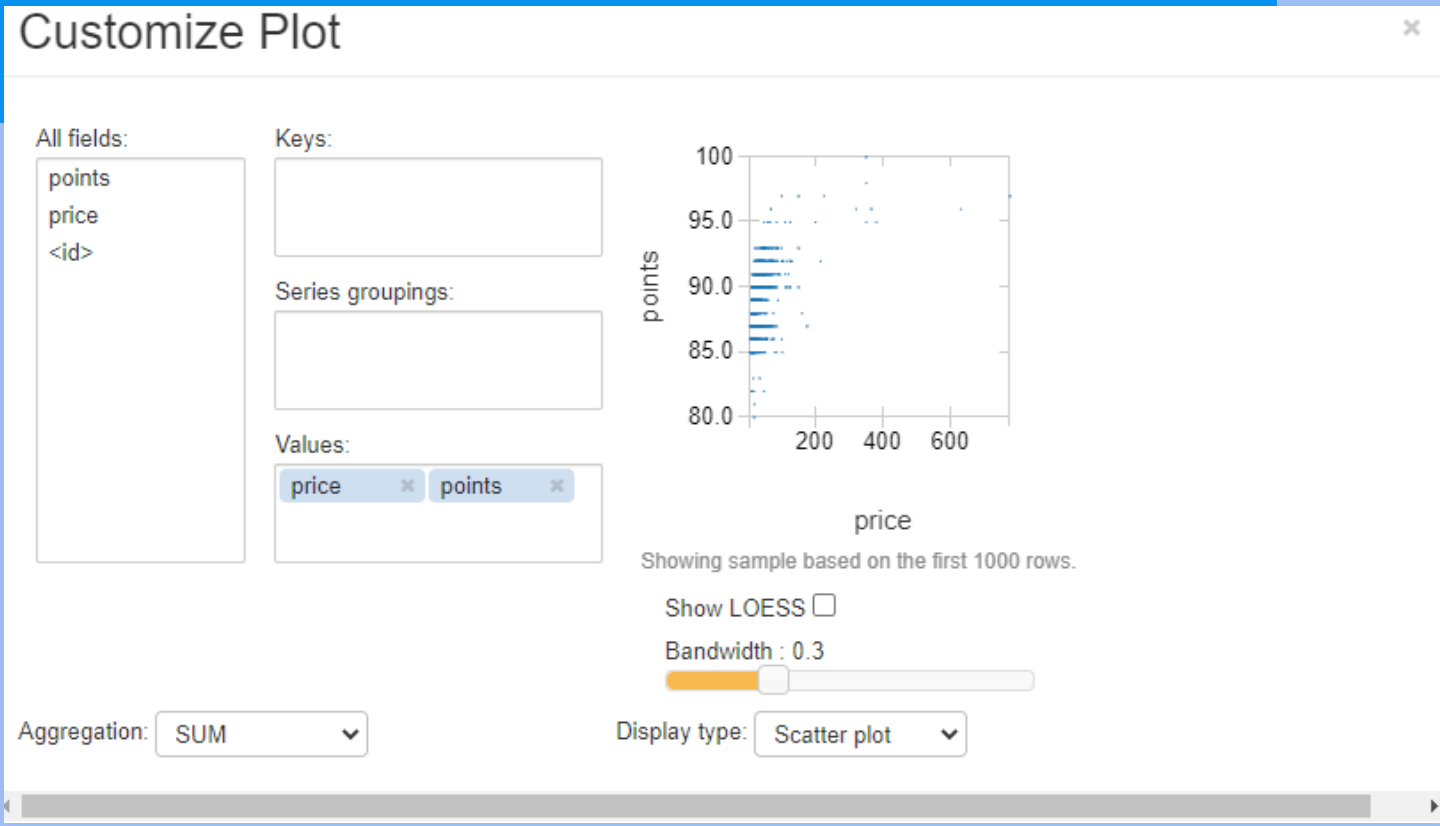 Customize Plot
×
All fields:
points
price
<id>
Keys:
Series groupings:
Values:
price × points ×
100
95.0
90.0
85.0
80.0
points
200 400 600
price
Showing sample based on the first 1000 rows.
Show LOESS
Bandwidth : 0.3
Aggregation: SUM
Display type: Scatter plot